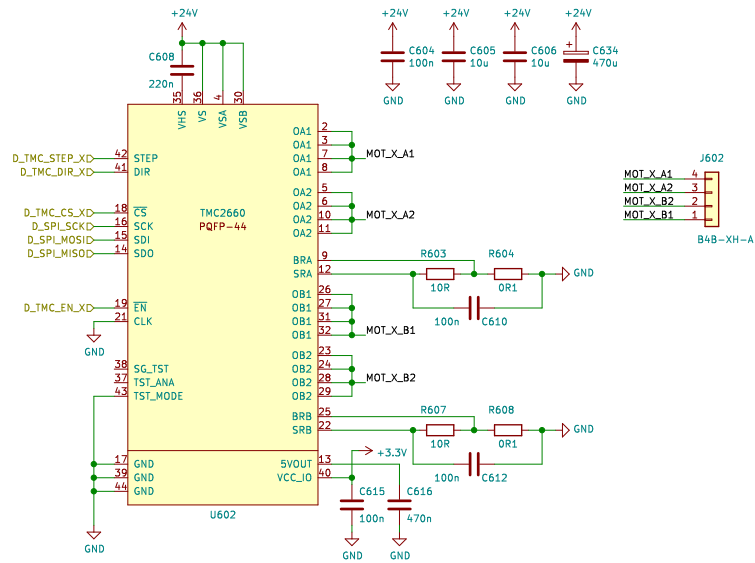 +24V
+24V
+24V
+24V
+24V
C608
220n
C604
100n
C605
10u
C606
10u
+
C634
470u
GND
GND
GND
GND
35
36
4
30
VHS
VS
VSA
VSB
OA1
2
OA1
3
D_TMC_STEP_X
42
STEP
OA1
7
MOT_X_A1
D_TMC_DIR_X
41
DIR
OA1
8
OA2
5
OA2
6
D_TMC_CS_X
18
CS
TMC2660
OA2
10
MOT_X_A2
D_SPI_SCK
16
SCK
PQFP-44
OA2
11
D_SPI_MOSI
15
SDI
D_SPI_MISO
14
SDO
BRA
9
SRA
12
R603
10R
R604
0R1
GND
100n
C610
J602
MOT_X_A1
4
MOT_X_A2
3
MOT_X_B2
2
MOT_X_B1
1
B4B-XH-A
OB1
26
D_TMC_EN_X
19
EN
OB1
27
21
CLK
OB1
31
GND
OB1
32
MOT_X_B1
OB2
23
38
SG_TST
OB2
24
37
TST_ANA
OB2
28
MOT_X_B2
43
TST_MODE
OB2
29
BRB
25
SRB
22
R607
10R
R608
0R1
GND
100n
C612
+3.3V
17
GND
5VOUT
13
39
GND
VCC_IO
40
44
GND
U602
C615
100n
C616
470n
GND
GND
GND